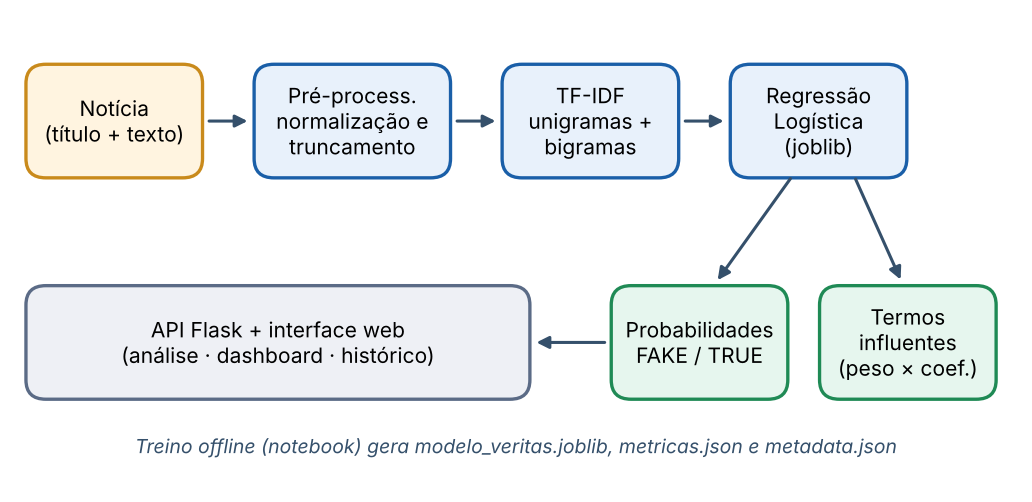 Notícia
(título + texto)
Pré-process.
normalização e
truncamento
TF-IDF
unigramas +
bigramas
Regressão
Logística
(joblib)
API Flask + interface web
(análise · dashboard · histórico)
Probabilidades
FAKE / TRUE
Termos
influentes
(peso × coef.)
Treino offline (notebook) gera modelo_veritas.joblib, metricas.json e metadata.json